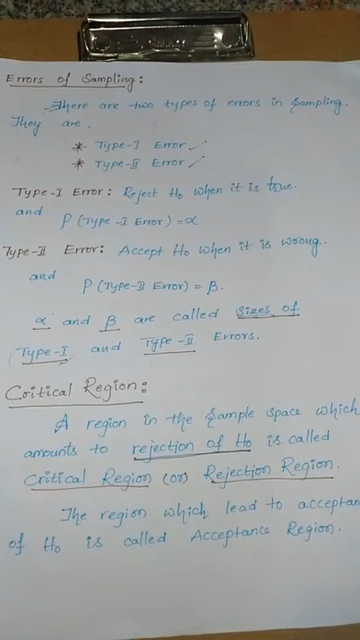 Errors of Sampling:
There are two types of errors in sampling.
They are,
* Type-I Error
* Type-II Error
Type-I Error: Reject H₀ when it is true.
and
P(Type-I Error) = α
Type-II Error: Accept H₀ when it is wrong.
and
P(Type-II Error) = β.
α and β are called Sizes of
Type-I and Type-II Errors.
Critical Region:
A region in the sample space which
amounts to rejection of H₀ is called
Critical Region (or) Rejection Region.
The region which lead to acceptan
of H₀ is called Acceptance Region.